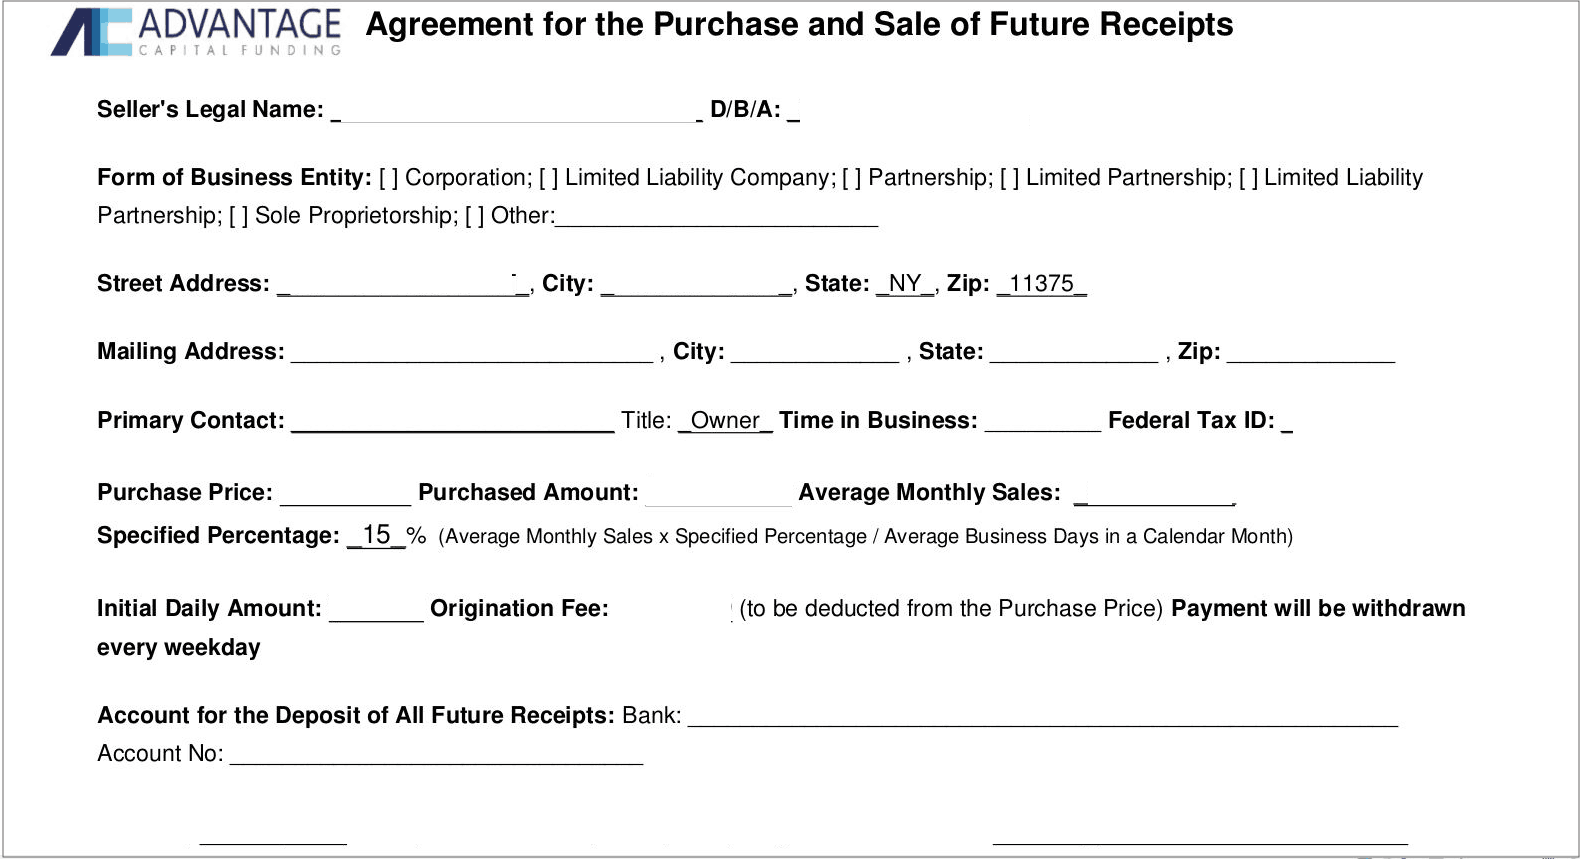 ADVANTAGE
CAPITAL FUNDING
Agreement for the Purchase and Sale of Future Receipts
Seller's Legal Name: ____________________________ D/B/A: _
Form of Business Entity: [ ] Corporation; [ ] Limited Liability Company; [ ] Partnership; [ ] Limited Partnership; [ ] Limited Liability
Partnership; [ ] Sole Proprietorship; [ ] Other:_________________________
Street Address: ___________________, City: ______________, State: _NY_, Zip: _11375_
Mailing Address: ____________________________ , City: _____________ , State: _____________ , Zip: _____________
Primary Contact: _________________________ Title: _Owner_ Time in Business: _________ Federal Tax ID: _
Purchase Price: __________ Purchased Amount: ___________ Average Monthly Sales: ____________
Specified Percentage: _15_% (Average Monthly Sales x Specified Percentage / Average Business Days in a Calendar Month)
Initial Daily Amount: _______ Origination Fee: (to be deducted from the Purchase Price) Payment will be withdrawn
every weekday
Account for the Deposit of All Future Receipts: Bank: _______________________________________________________
Account No: ________________________________